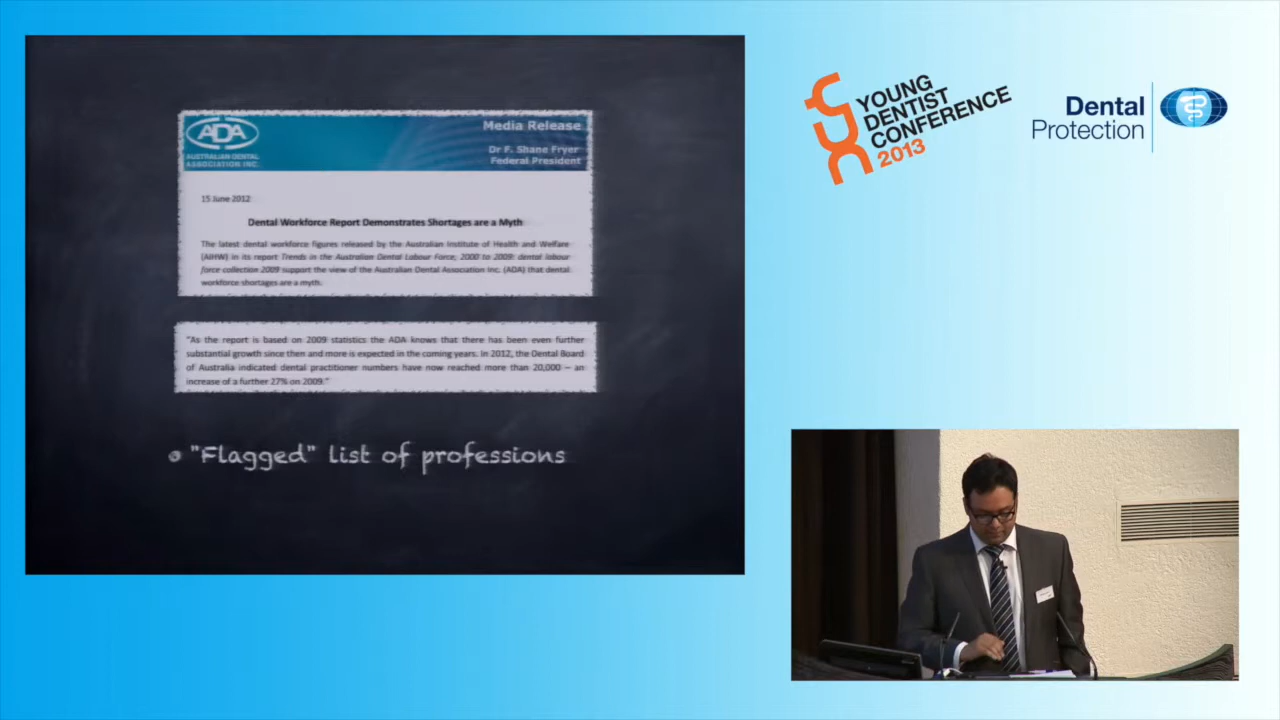 ADA
AUSTRALIAN DENTAL
ASSOCIATION INC.
Media Release
Dr F. Shane Fryer
Federal President
15 June 2012
Dental Workforce Report Demonstrates Shortages are a Myth
The latest dental workforce figures released by the Australian Institute of Health and Welfare
(AIHW) in its report Trends in the Australian Dental Labour Force, 2000 to 2009: dental labour
force collection 2009 support the view of the Australian Dental Association Inc. (ADA) that dental
workforce shortages are a myth.
"As the report is based on 2009 statistics the ADA knows that there has been even further
substantial growth since then and more is expected in the coming years. In 2012, the Dental Board
of Australia indicated dental practitioner numbers have now reached more than 20,000 – an
increase of a further 27% on 2009."
"Flagged" list of professions
YOUNG
DENTIST
CONFERENCE
2013
Dental
Protection